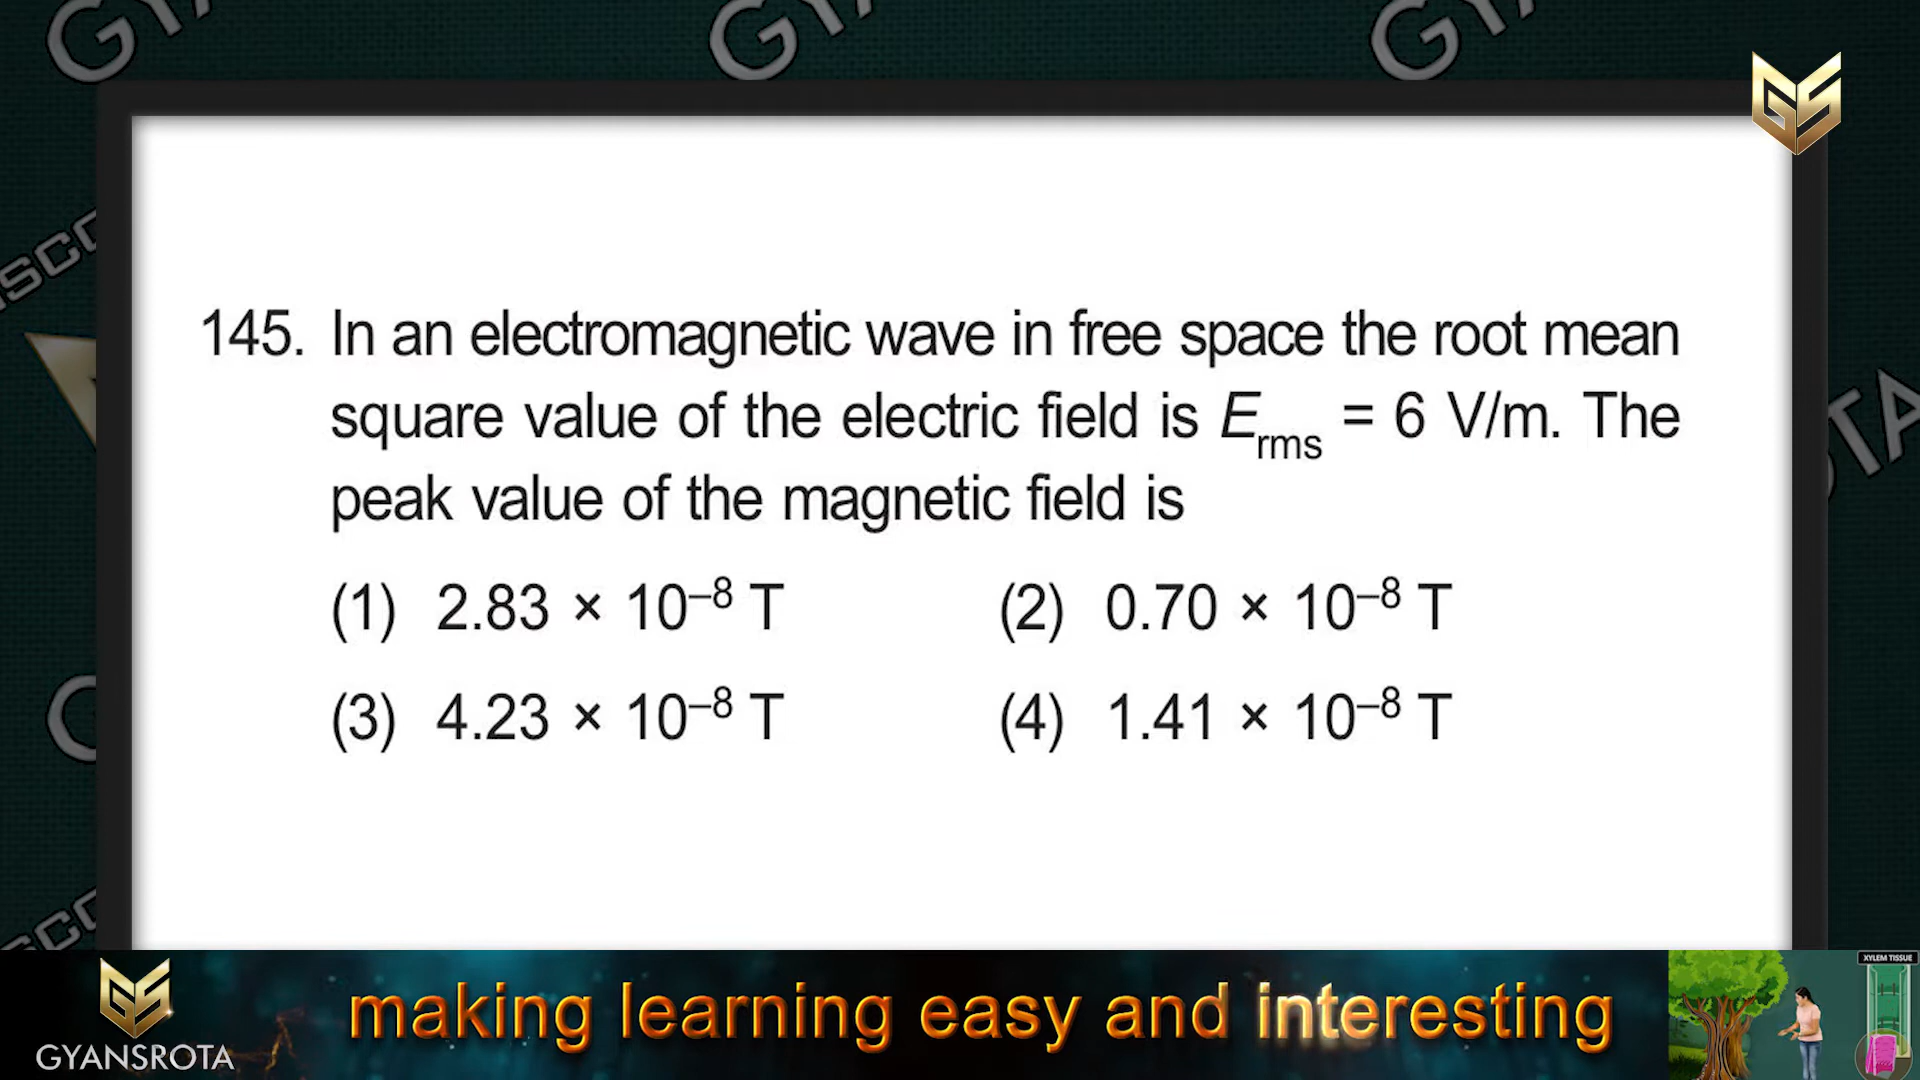 145. In an electromagnetic wave in free space the root mean
square value of the electric field is E_rms = 6 V/m. The
peak value of the magnetic field is
(1) 2.83 × 10⁻⁸ T (2) 0.70 × 10⁻⁸ T
(3) 4.23 × 10⁻⁸ T (4) 1.41 × 10⁻⁸ T
GS
making learning easy and interesting
GS
GYANSROTA
XYLEM TISSUE